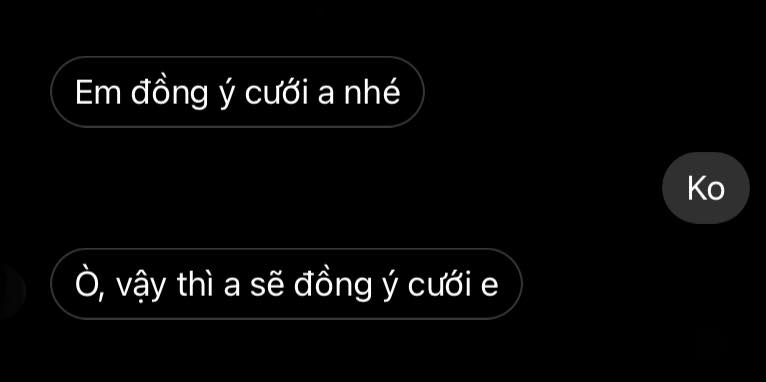 Em đồng ý cưới a nhé
Ko
Ò, vậy thì a sẽ đồng ý cưới e